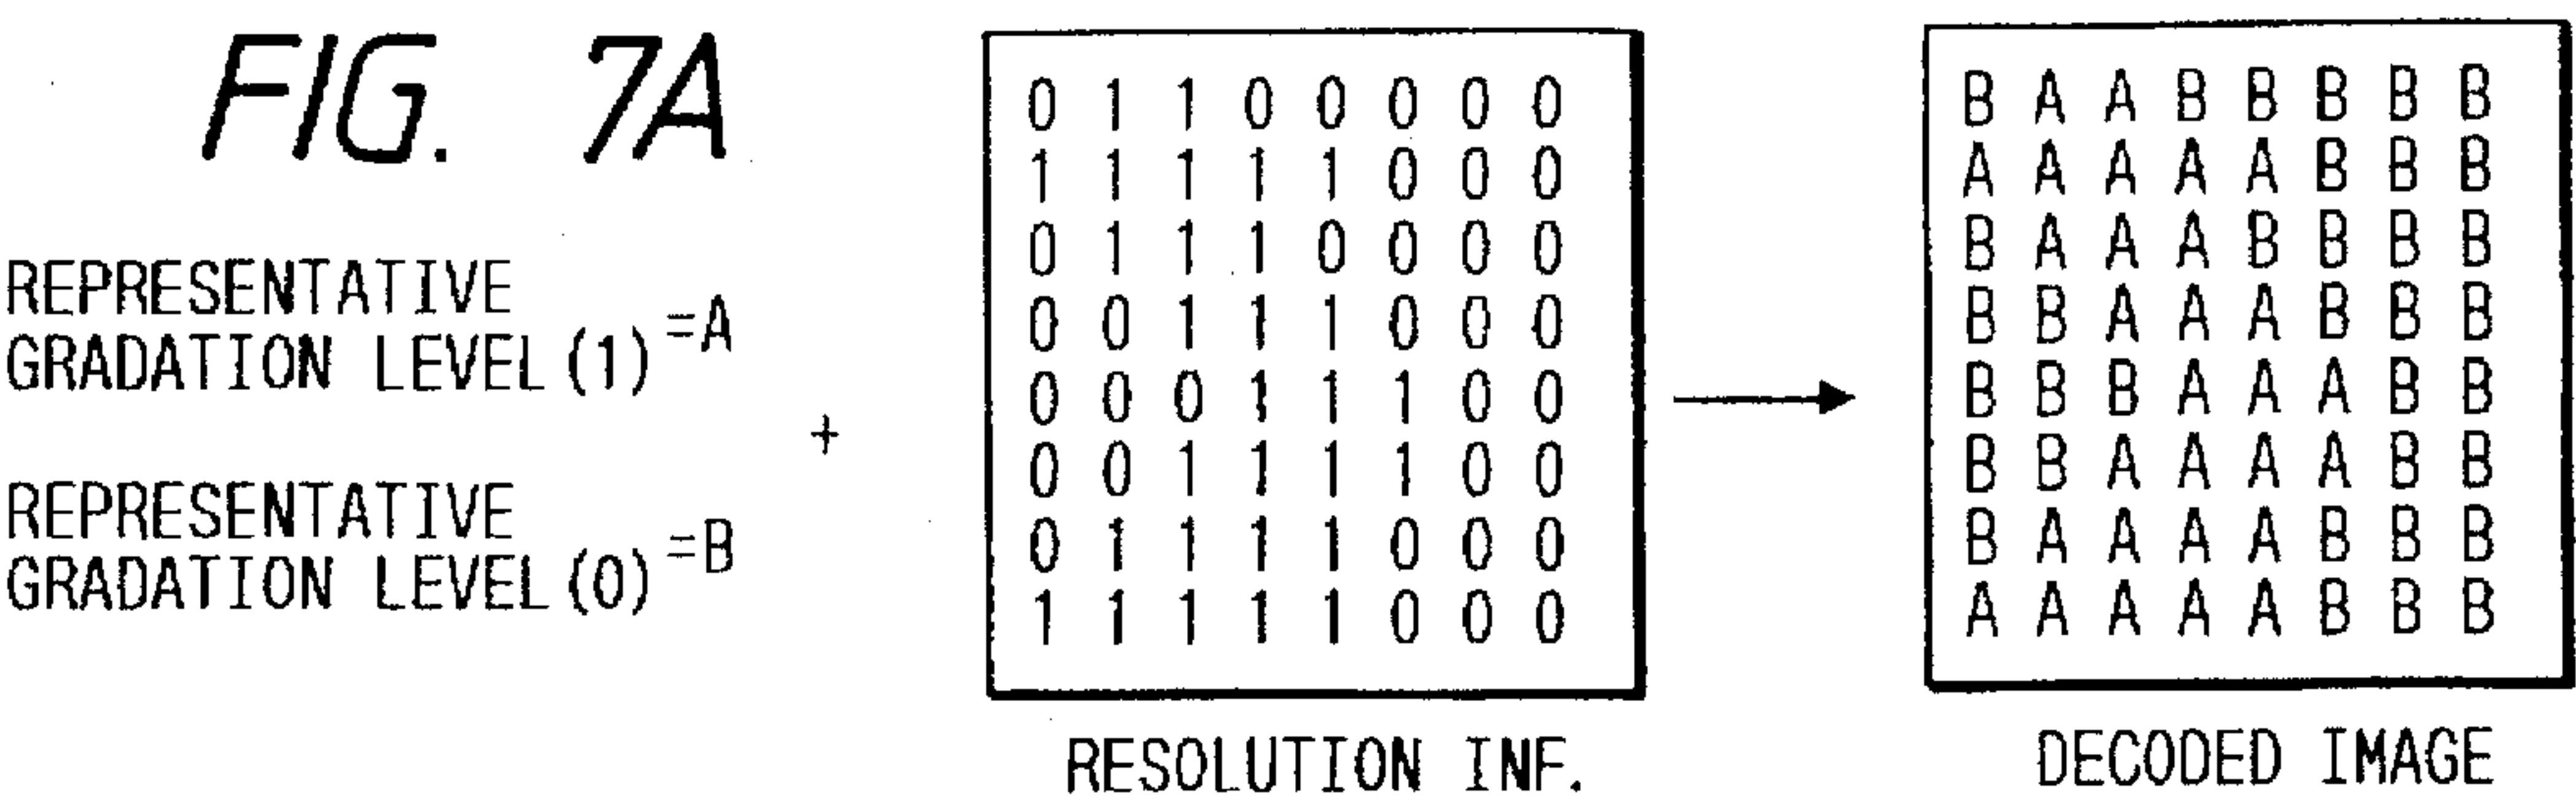 FIG. 7A
REPRESENTATIVE
GRADATION LEVEL(1) =A
+
REPRESENTATIVE
GRADATION LEVEL(0) =B
0 1 1 0 0 0 0 0
1 1 1 1 1 0 0 0
0 1 1 1 0 0 0 0
0 0 1 1 1 0 0 0
0 0 0 1 1 1 0 0
0 0 1 1 1 1 0 0
0 1 1 1 1 0 0 0
1 1 1 1 1 0 0 0
RESOLUTION INF.
B A A B B B B B
A A A A A B B B
B A A A B B B B
B B A A A B B B
B B B A A A B B
B B A A A A B B
B A A A A B B B
A A A A A B B B
DECODED IMAGE